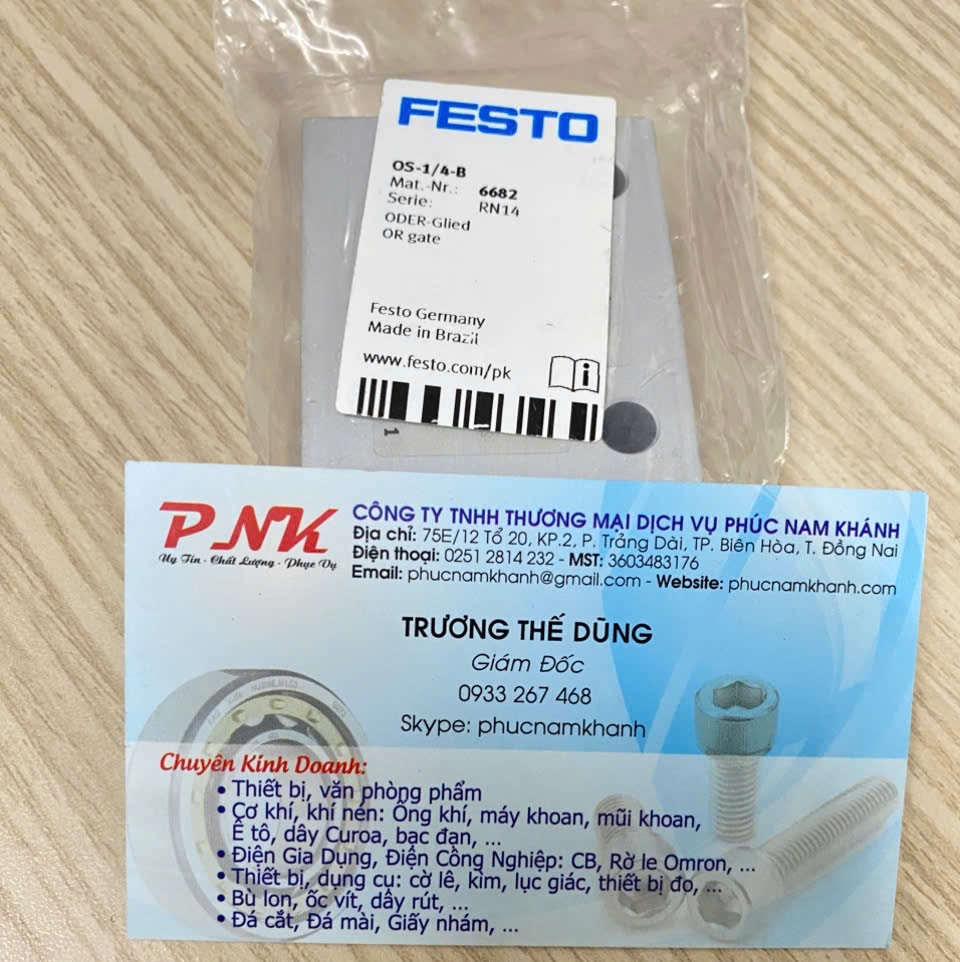 FESTO
OS-1/4-B
Mat.-Nr.: 6682
Serie: RN14
ODER-Glied
OR gate
Festo Germany
Made in Brazil
www.festo.com/pk
1
PNK
Uy Tín - Chất Lượng - Phục Vụ
CÔNG TY TNHH THƯƠNG MẠI DỊCH VỤ PHÚC NAM KHÁNH
Địa chỉ: 75E/12 Tổ 20, KP.2, P. Trảng Dài, TP. Biên Hòa, T. Đồng Nai
Điện thoại: 0251 2814 232 - MST: 3603483176
Email: phucnamkhanh@gmail.com - Website: phucnamkhanh.com
TRƯƠNG THẾ DŨNG
Giám Đốc
0933 267 468
Skype: phucnamkhanh
Chuyên Kinh Doanh:
• Thiết bị, văn phòng phẩm
• Cơ khí, khí nén: Ống khí, máy khoan, mũi khoan,
Ê tô, dây Curoa, bạc đạn, ...
• Điện Gia Dụng, Điện Công Nghiệp: CB, Rờ le Omron, ...
• Thiết bị, dụng cụ: cờ lê, kìm, lục giác, thiết bị đo, ...
• Bù lon, ốc vít, dây rút, ...
• Đá cắt, Đá mài, Giấy nhám, ...